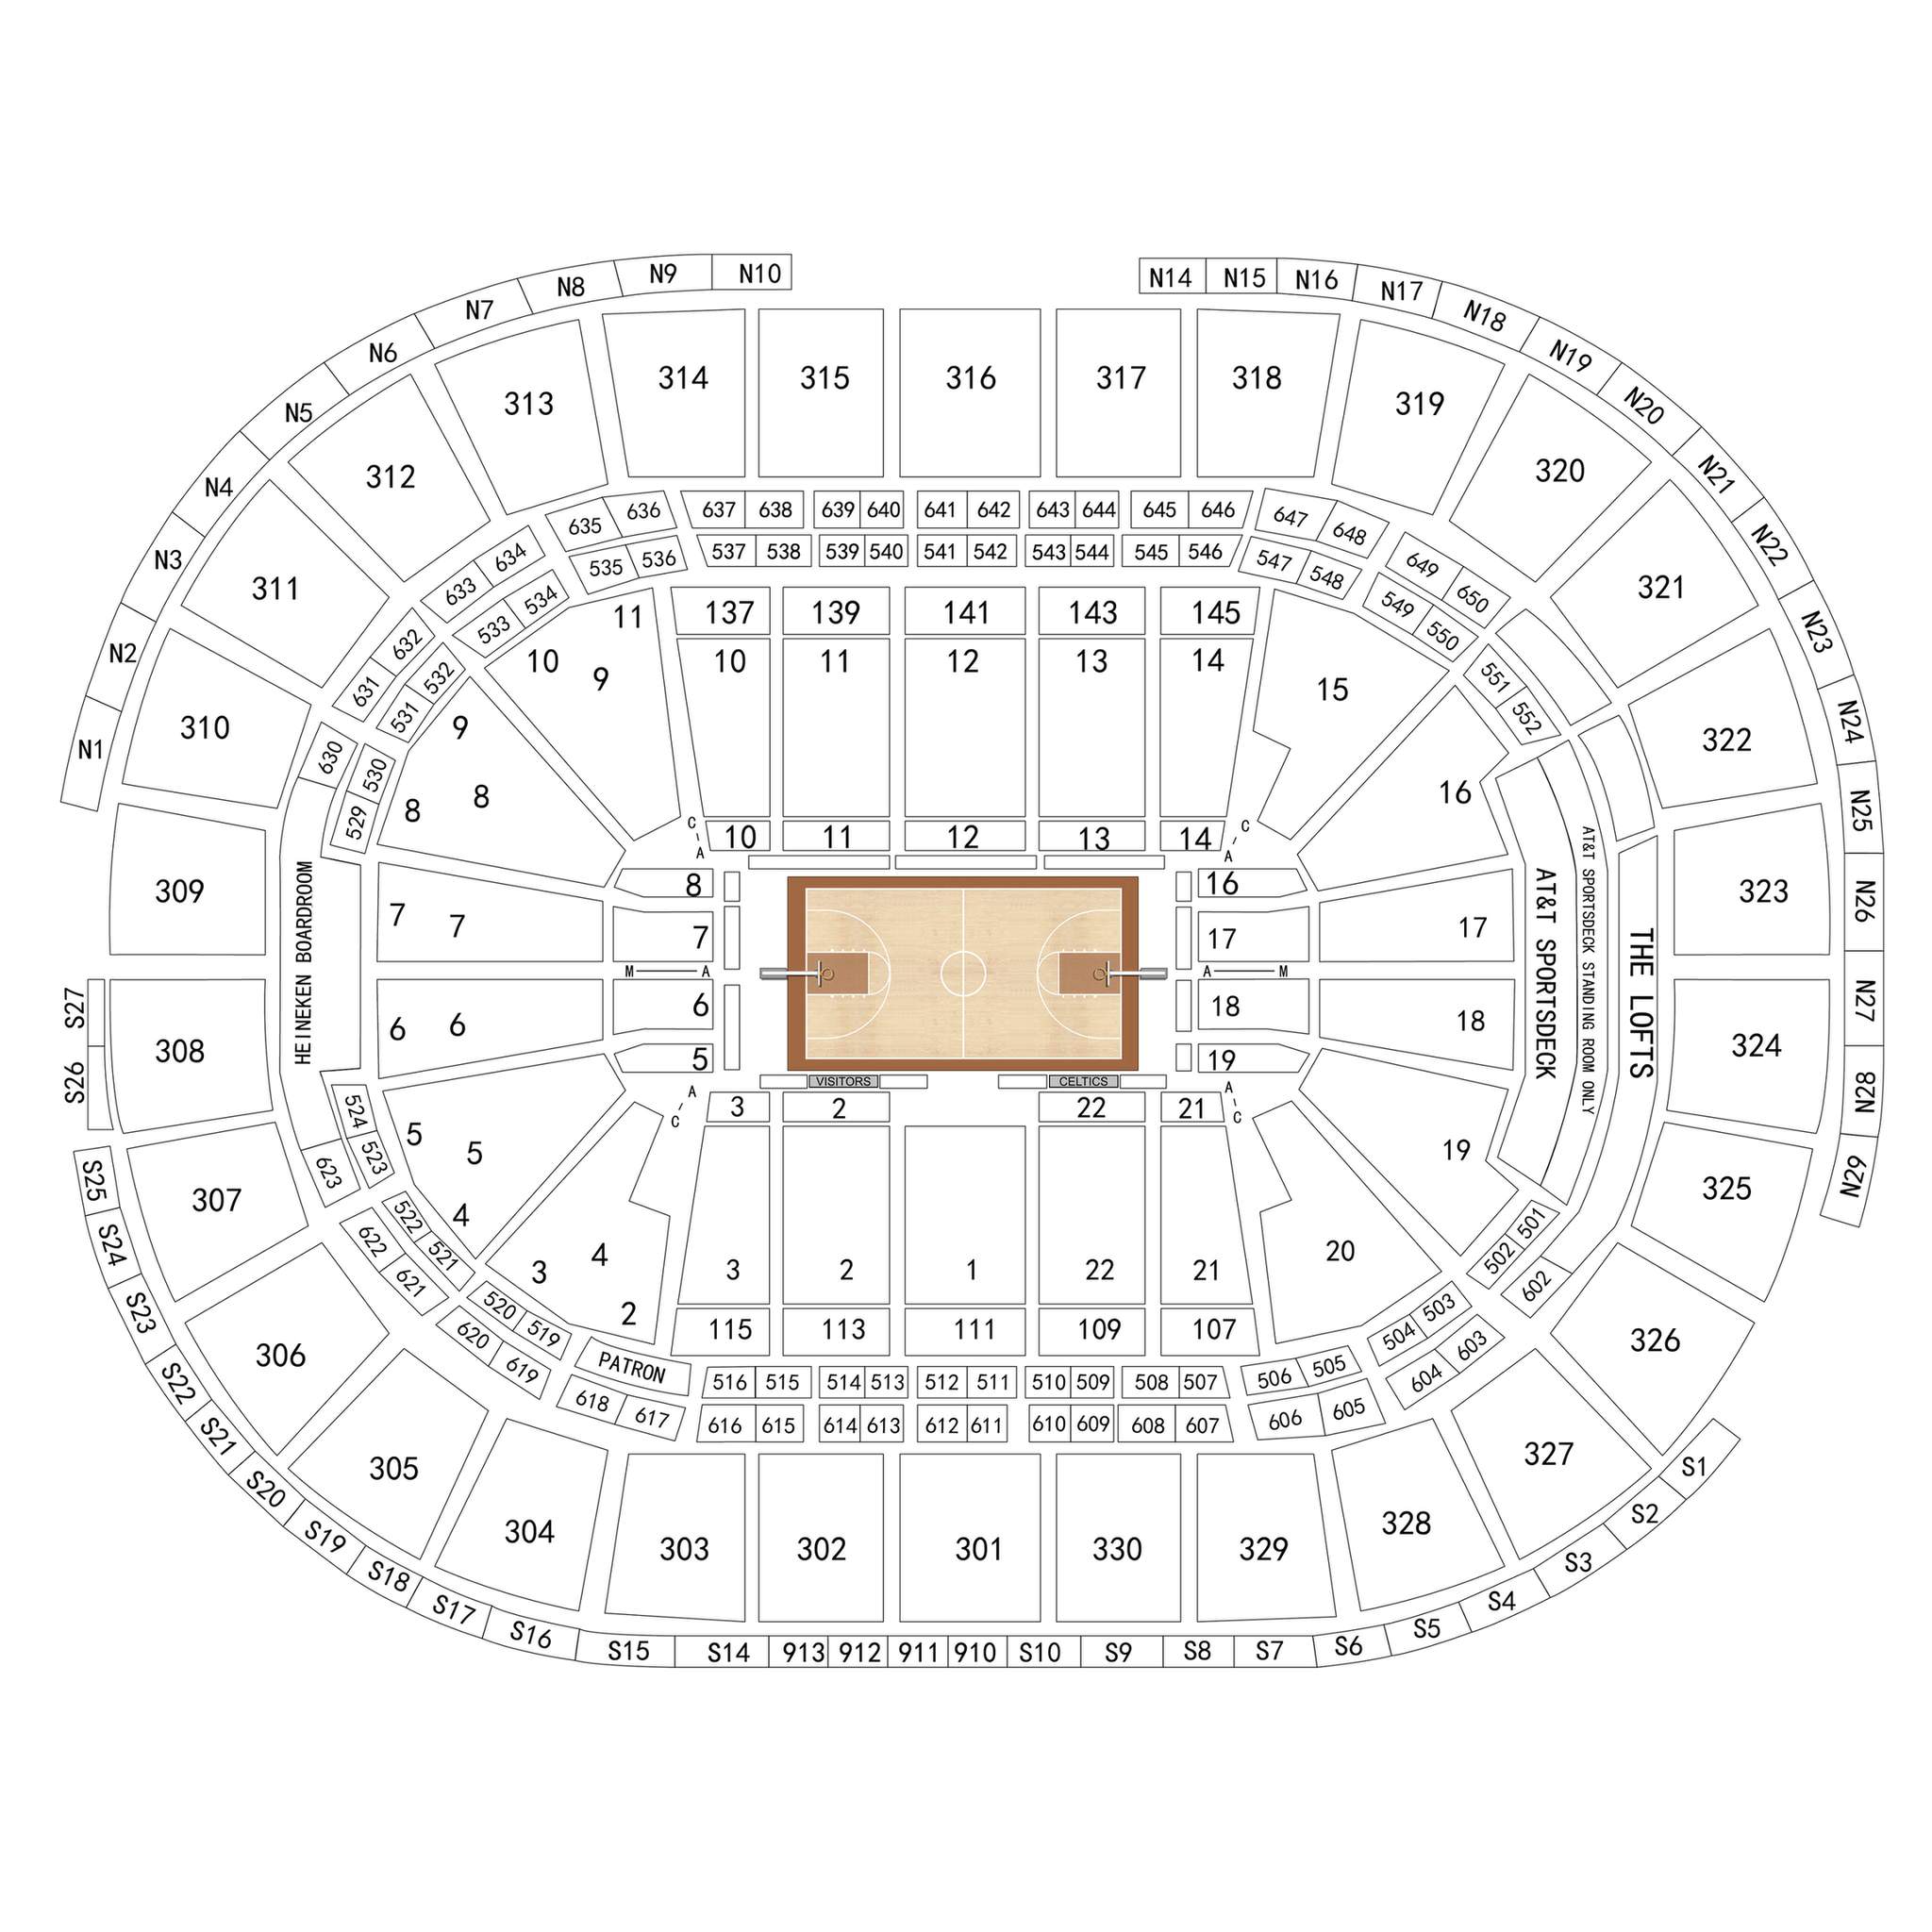 N10
N9
N8
N7
N6
N5
N4
N3
N2
N1
N14
N15
N16
N17
N18
N19
N20
N21
N22
N23
N24
N25
N26
N27
N28
N29
309
310
311
312
313
314
315
316
317
318
319
320
321
322
323
324
325
326
630
631
632
633
634
635
636
637
638
639
640
641
642
643
644
645
646
647
648
649
650
529
530
531
532
533
534
535
536
537
538
539
540
541
542
543
544
545
546
547
548
549
550
551
552
137
139
141
143
145
11
10
9
10
11
12
13
14
15
9
8
8
16
C
A
10
11
12
13
14
C
A
8
16
7
7
7
17
17
M
A
A
M
6
6
6
18
18
5
19
HEINEKEN BOARDROOM
AT&T SPORTSDECK
AT&T SPORTSDECK STANDING ROOM ONLY
THE LOFTS
VISITORS
CELTICS
A
C
3
2
22
21
A
C
5
5
4
19
3
4
2
3
2
1
22
21
20
115
113
111
109
107
524
523
522
521
520
519
PATRON
516
515
514
513
512
511
510
509
508
507
506
505
504
503
502
501
623
622
621
620
619
618
617
616
615
614
613
612
611
610
609
608
607
606
605
604
603
602
308
307
306
305
304
303
302
301
330
329
328
327
S27
S26
S25
S24
S23
S22
S21
S20
S19
S18
S17
S16
S15
S14
913
912
911
910
S10
S9
S8
S7
S6
S5
S4
S3
S2
S1